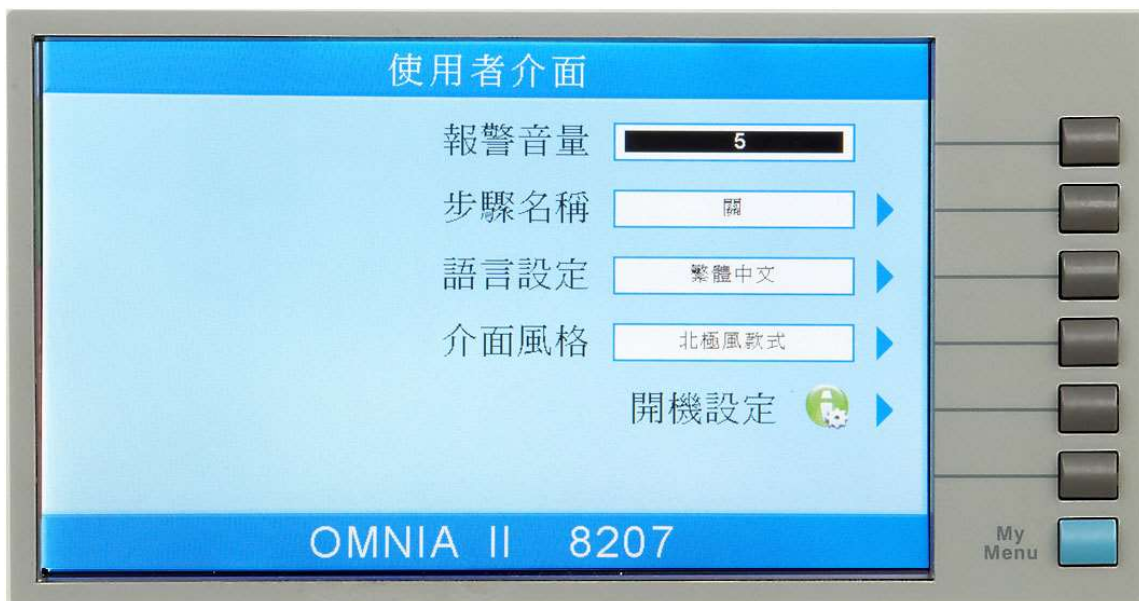 使用者介面
報警音量 5
步驟名稱 關
語言設定 繁體中文
介面風格 北極風款式
開機設定
OMNIA II 8207
My
Menu